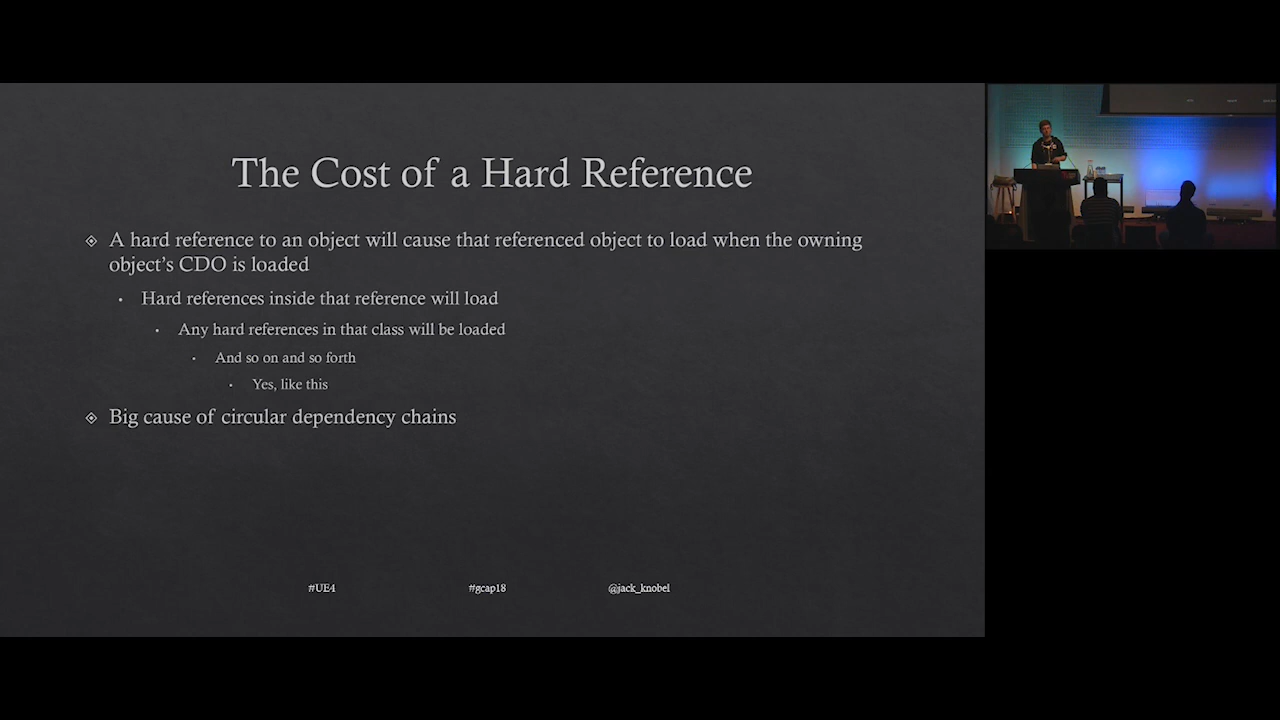 The Cost of a Hard Reference
A hard reference to an object will cause that referenced object to load when the owning
object's CDO is loaded
Hard references inside that reference will load
Any hard references in that class will be loaded
And so on and so forth
Yes, like this
Big cause of circular dependency chains
#UE4
#gcap18
@jack_knobel